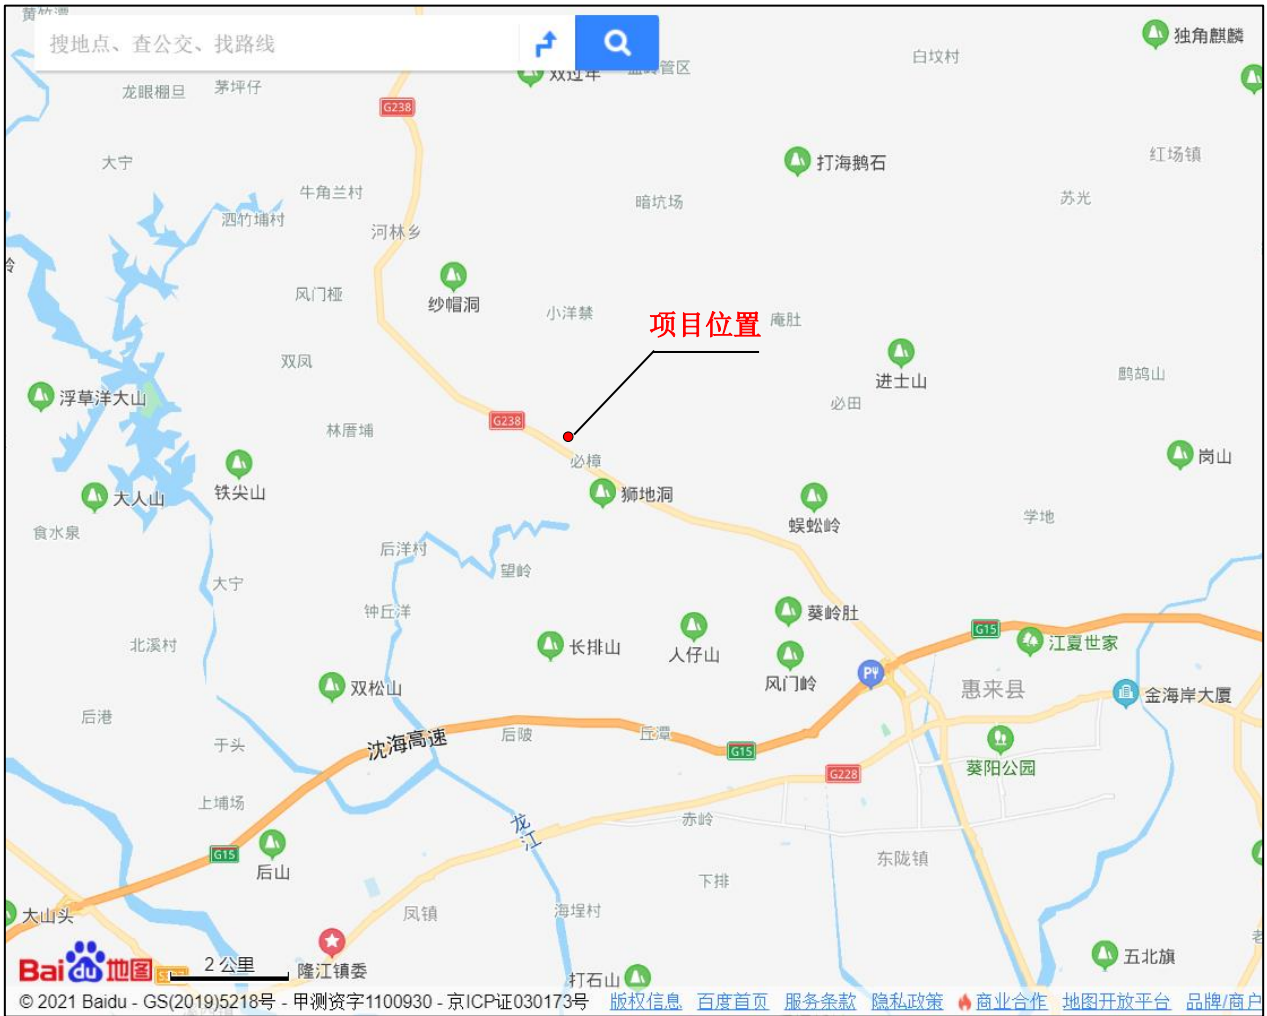 黄竹潭
搜地点、查公交、找路线
独角麒麟
白坟村
双过年
管区
龙眼棚旦
茅坪仔
G238
大宁
打海鹅石
红场镇
牛角兰村
暗坑场
苏光
泗竹埔村
河林乡
岭
风门桠
纱帽洞
小洋禁
项目位置
庵肚
双凤
进士山
鹧鸪山
浮草洋大山
必田
G238
林厝埔
必樟
岗山
铁尖山
狮地洞
大人山
蜈蚣岭
学地
食水泉
后洋村
望岭
大宁
钟丘洋
葵岭肚
G15
江夏世家
北溪村
长排山
人仔山
风门岭
双松山
惠来县
金海岸大厦
后港
于头
沈海高速
后陂
丘潭
G15
葵阳公园
G228
上埔场
龙江
赤岭
G15
后山
东陇镇
下排
大山头
凤镇
海埕村
五北旗
老
Bai du 地图
2 公里
隆江镇委
打石山
© 2021 Baidu - GS(2019)5218号 - 甲测资字1100930 - 京ICP证030173号 版权信息 百度首页 服务条款 隐私政策 商业合作 地图开放平台 品牌/商户